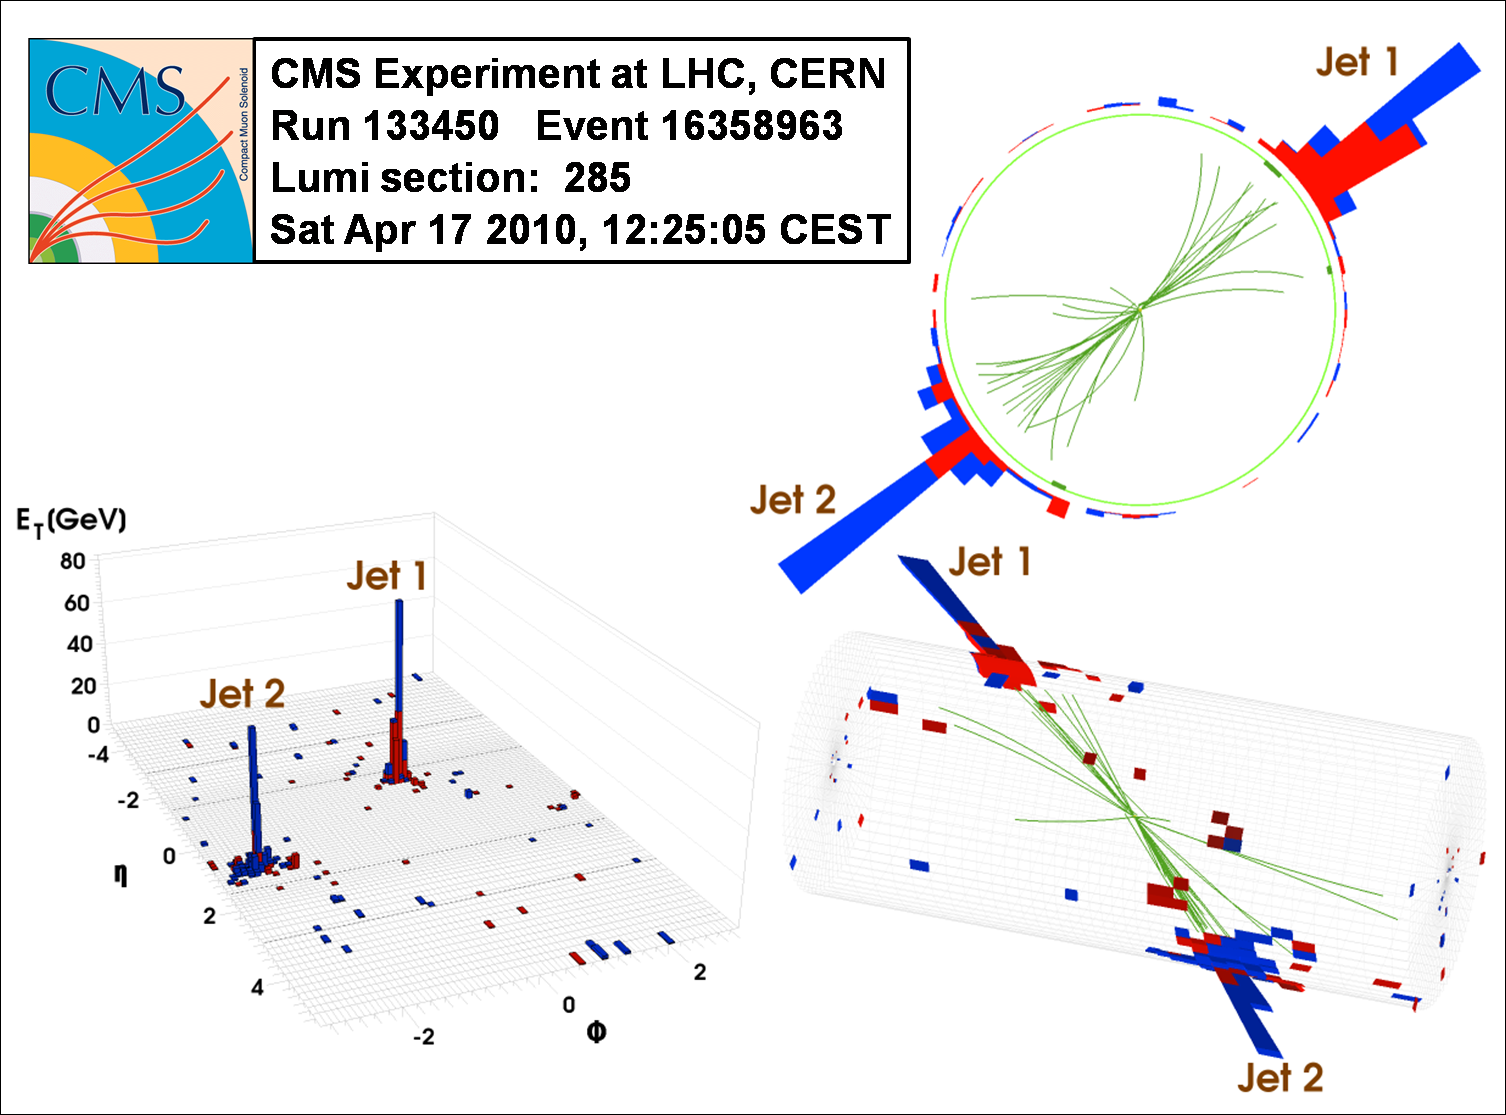 CMS
Compact Muon Solenoid
CMS Experiment at LHC, CERN
Run 133450 Event 16358963
Lumi section: 285
Sat Apr 17 2010, 12:25:05 CEST
Jet 1
Jet 2
E_T(GeV)
80
60
40
20
0
-4
-2
0
2
4
η
-2
0
2
Φ
Jet 1
Jet 2
Jet 1
Jet 2